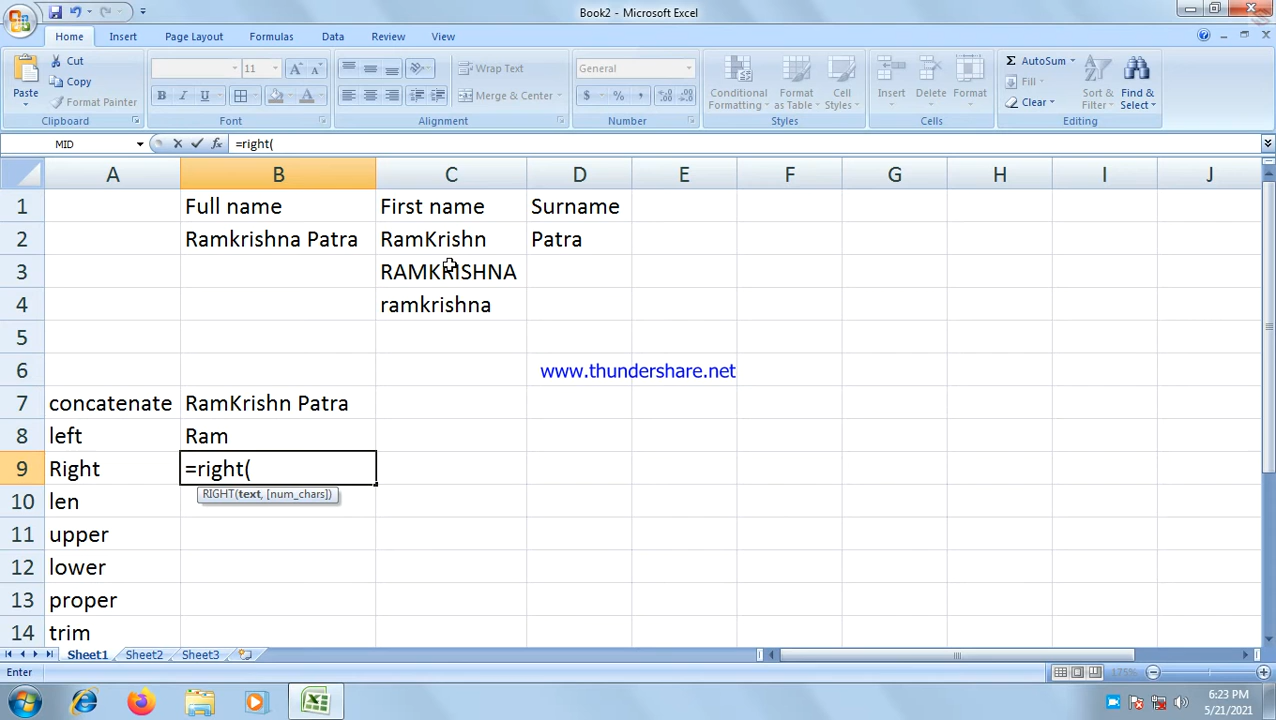 Book2 - Microsoft Excel
Home Insert Page Layout Formulas Data Review View
Paste
Cut
Copy
Format Painter
Clipboard
11
A A
B I U
Font
Wrap Text
Merge & Center
Alignment
General
$ % ,
Number
Conditional Formatting
Format as Table
Cell Styles
Styles
Insert
Delete
Format
Cells
AutoSum
Fill
Clear
Sort & Filter
Find & Select
Editing
MID fx =right(
A B C D E F G H I J
1 Full name First name Surname
2 Ramkrishna Patra RamKrishn Patra
3 RAMKRISHNA
4 ramkrishna
5
6 www.thundershare.net
7 concatenate RamKrishn Patra
8 left Ram
9 Right =right(
RIGHT(text, [num_chars])
10 len
11 upper
12 lower
13 proper
14 trim
Sheet1 Sheet2 Sheet3
Enter 175%
6:23 PM
5/21/2021